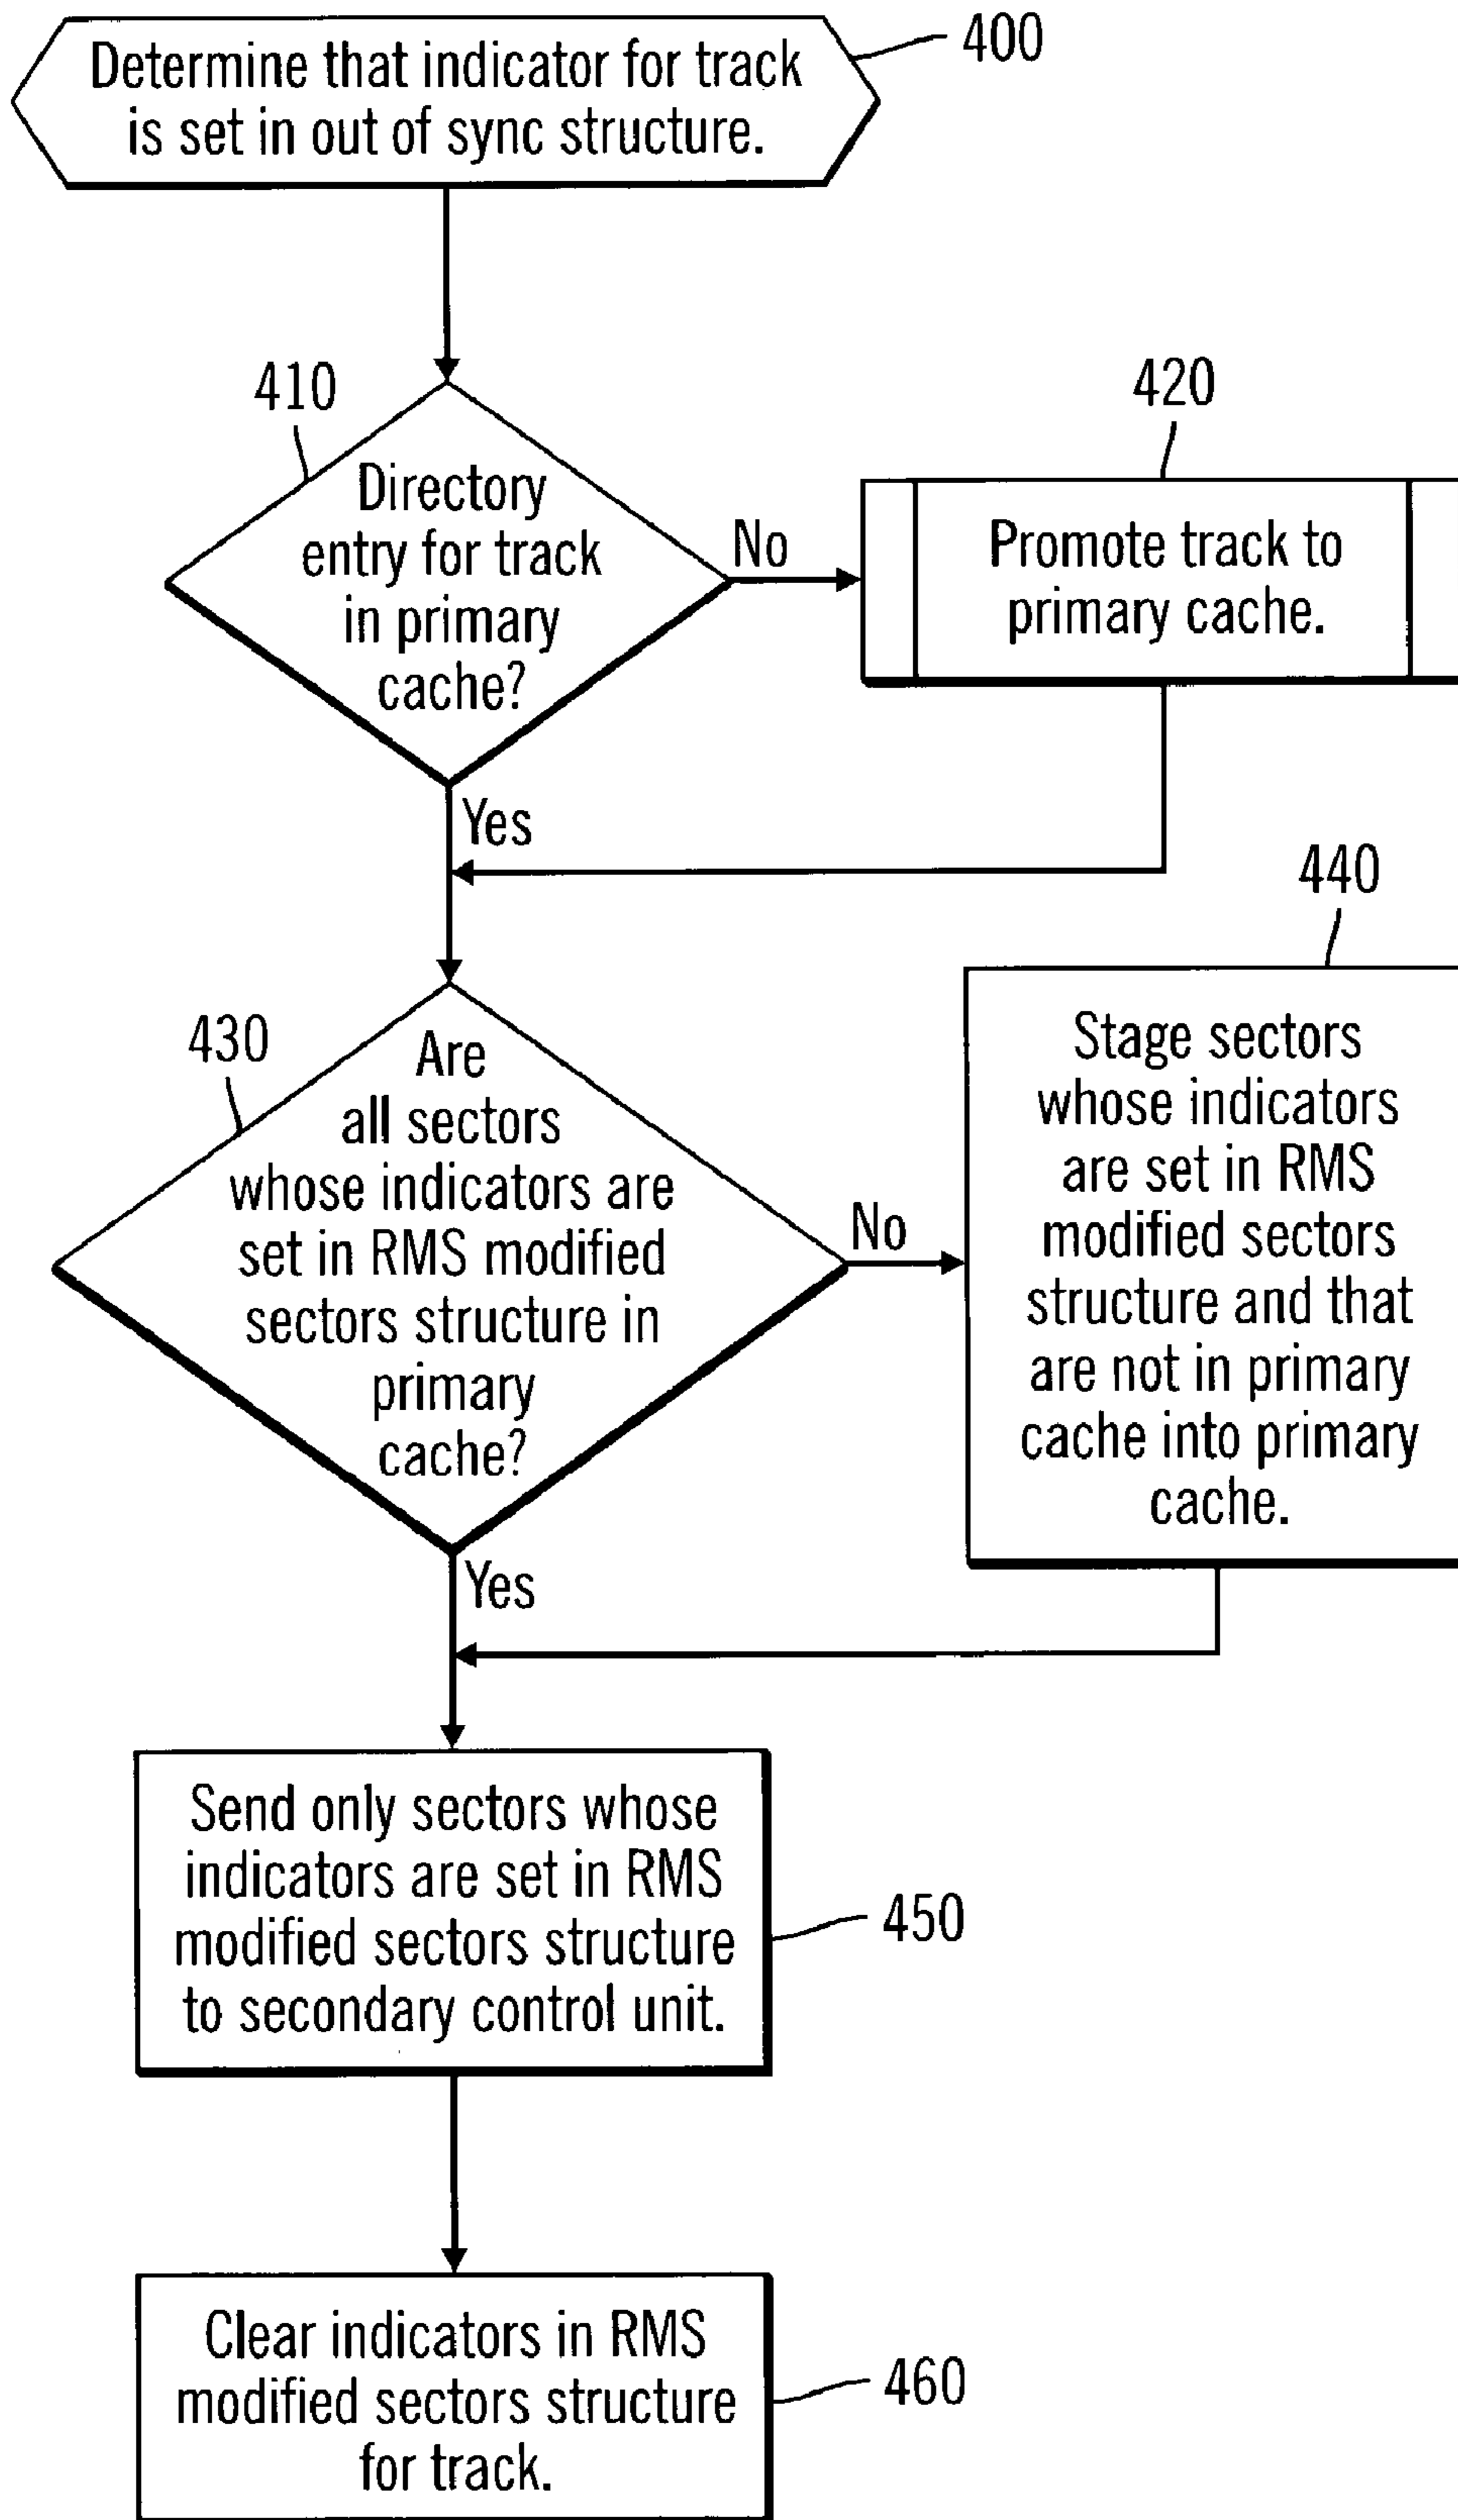 Determine that indicator for track
is set in out of sync structure.
400
410
Directory
entry for track
in primary
cache?
No
420
Promote track to
primary cache.
Yes
430
Are
all sectors
whose indicators are
set in RMS modified
sectors structure in
primary
cache?
No
440
Stage sectors
whose indicators
are set in RMS
modified sectors
structure and that
are not in primary
cache into primary
cache.
Yes
Send only sectors whose
indicators are set in RMS
modified sectors structure
to secondary control unit.
450
Clear indicators in RMS
modified sectors structure
for track.
460